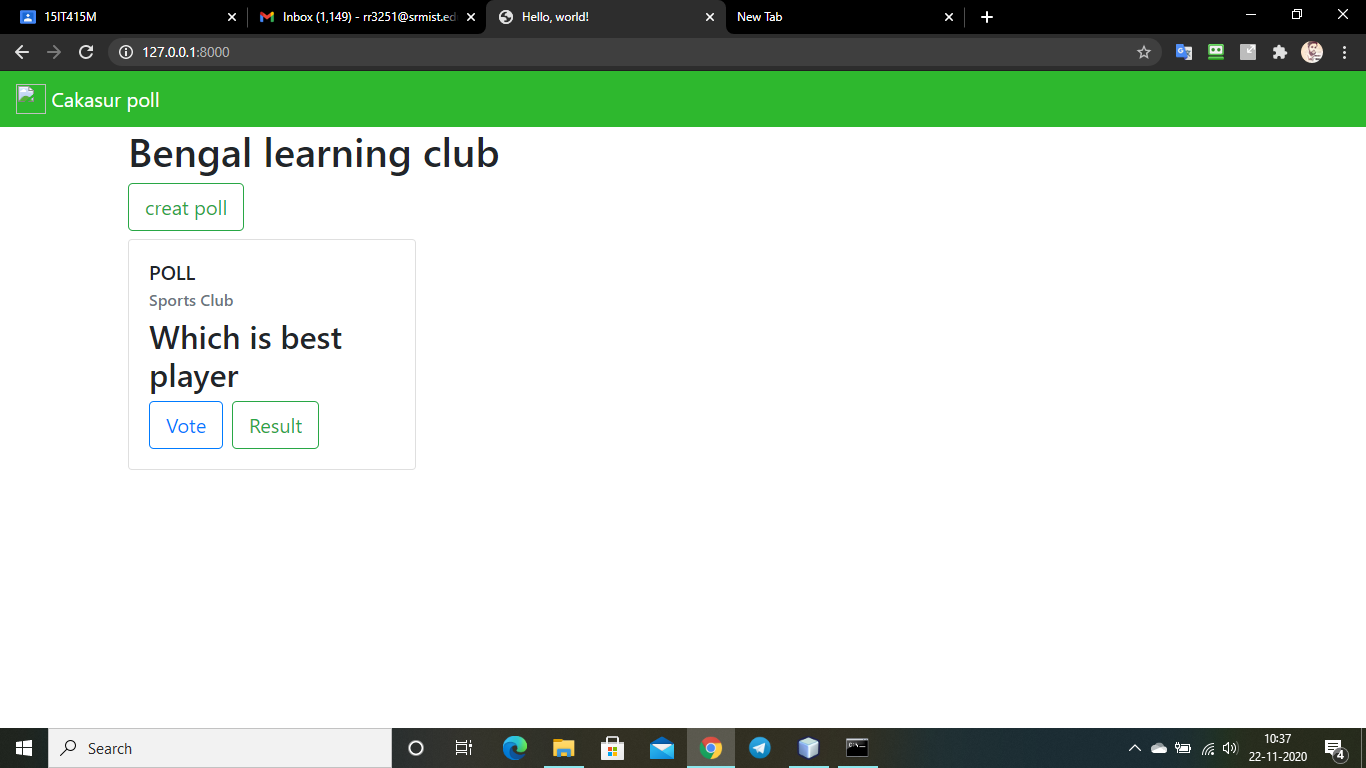 15IT415M
Inbox (1,149) - rr3251@srmist.ed
Hello, world!
New Tab
127.0.0.1:8000
Cakasur poll
Bengal learning club
creat poll
POLL
Sports Club
Which is best
player
Vote
Result
Search
10:37
22-11-2020
4